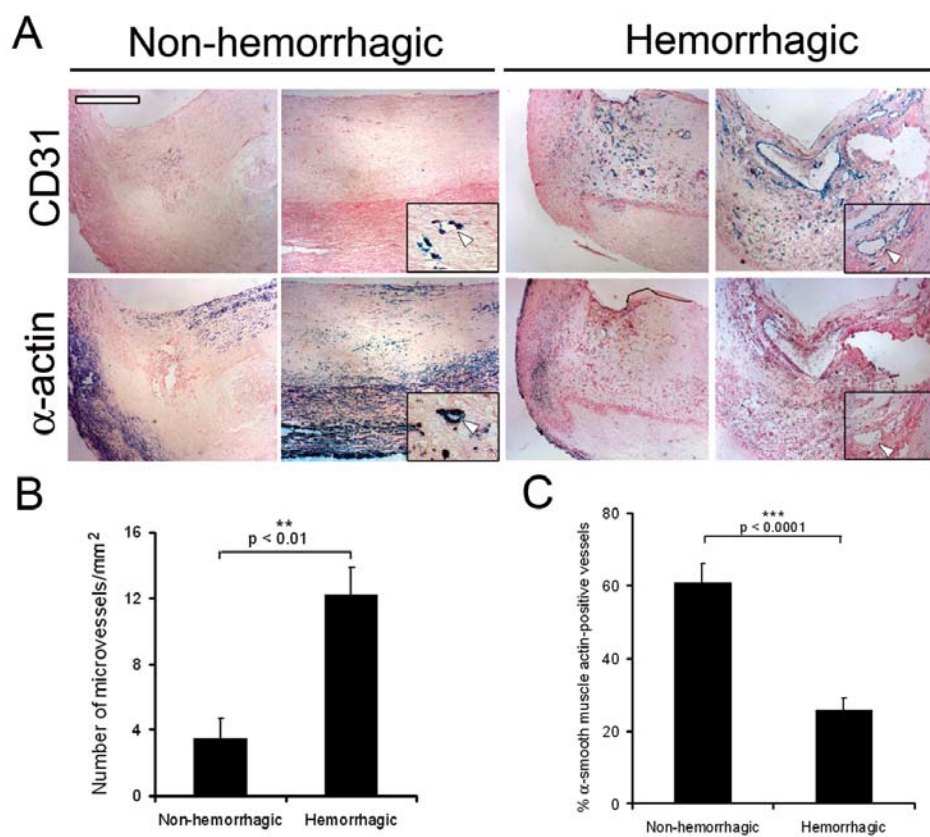 A
Non-hemorrhagic
Hemorrhagic
CD31
α-actin
B
Number of microvessels/mm²
16
12
8
4
0
**
p < 0.01
Non-hemorrhagic
Hemorrhagic
C
% α-smooth muscle actin-positive vessels
80
60
40
20
0
***
p < 0.0001
Non-hemorrhagic
Hemorrhagic